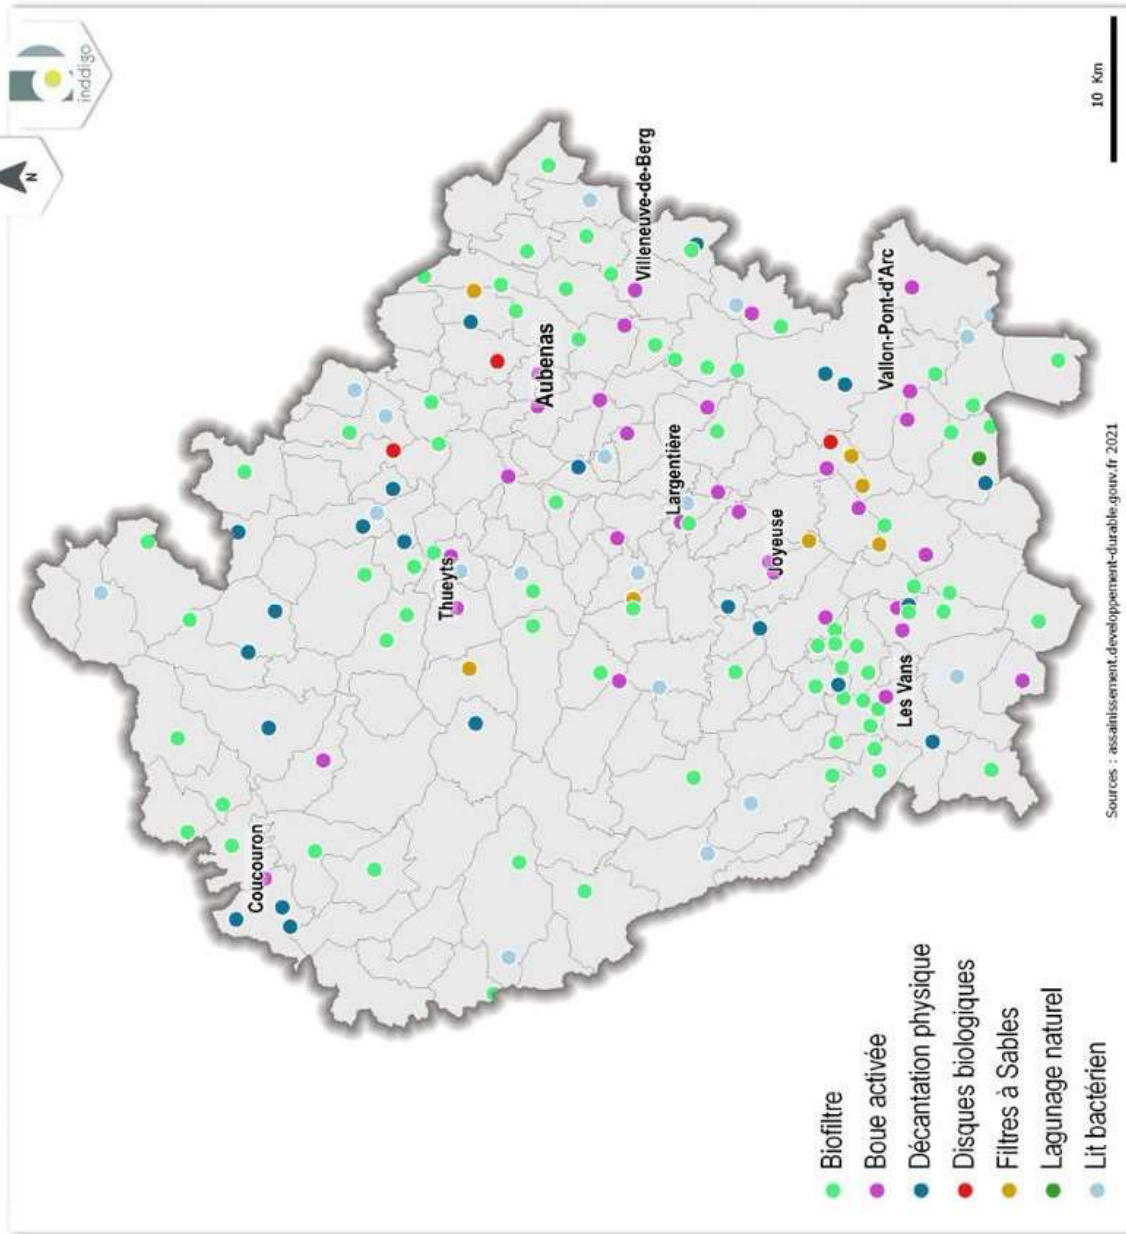 inddigo
N
Coucouron
Thueyts
Aubenas
Villeneuve-de-Berg
Largentière
Joyeuse
Les Vans
Vallon-Pont-d'Arc
Biofiltre
Boue activée
Décantation physique
Disques biologiques
Filtres à Sables
Lagunage naturel
Lit bactérien
10 Km
Sources : assainissement.developpement-durable.gouv.fr 2021